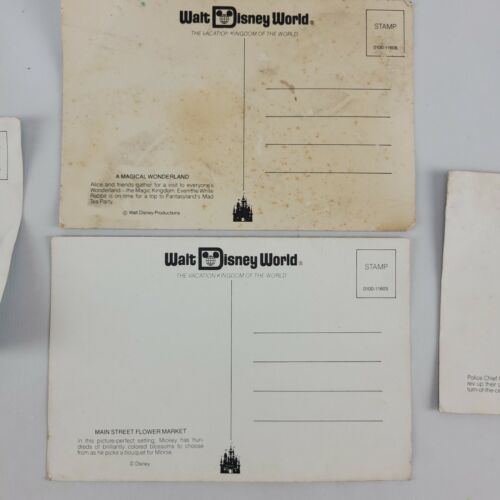 Walt Disney World®
THE VACATION KINGDOM OF THE WORLD
STAMP
0100-11608
A MAGICAL WONDERLAND
Alice and friends gather for a visit to everyone's
Wonderland – the Magic Kingdom. Even the White
Rabbit is on-time for a trip to Fantasyland's Mad
Tea Party.
© Walt Disney Productions
Walt Disney World®
THE VACATION KINGDOM OF THE WORLD
STAMP
0100-11605
MAIN STREET FLOWER MARKET
In this picture-perfect setting, Mickey has hun-
dreds of brilliantly colored blossoms to choose
from as he picks a bouquet for Minnie.
© Disney
Police Chief
rev up their
turn-of-the-ce